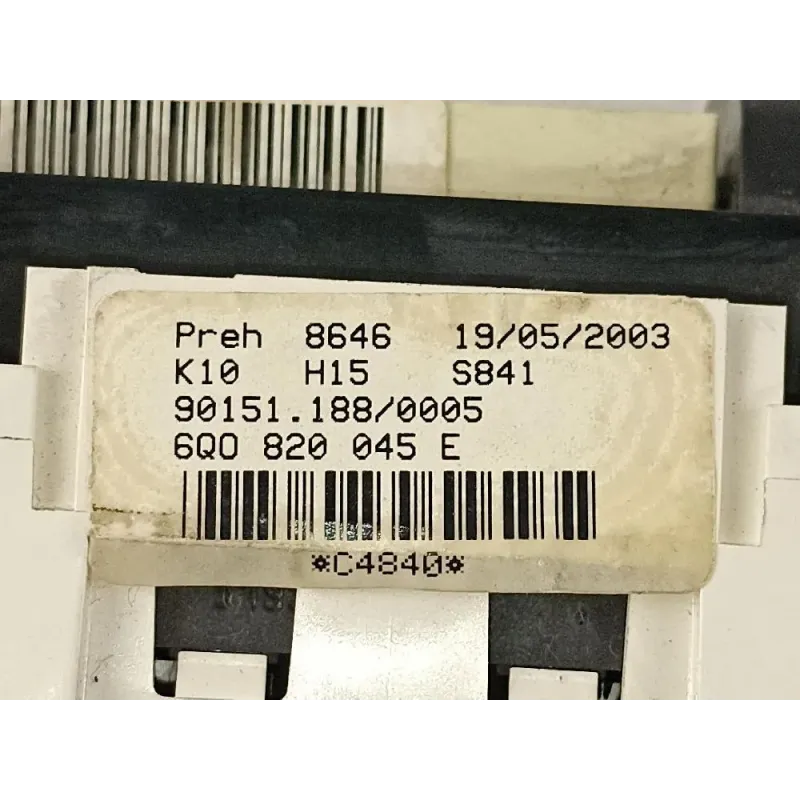 Preh 8646 19/05/2003
K10 H15 S841
90151.188/0005
6Q0 820 045 E
*C4840*